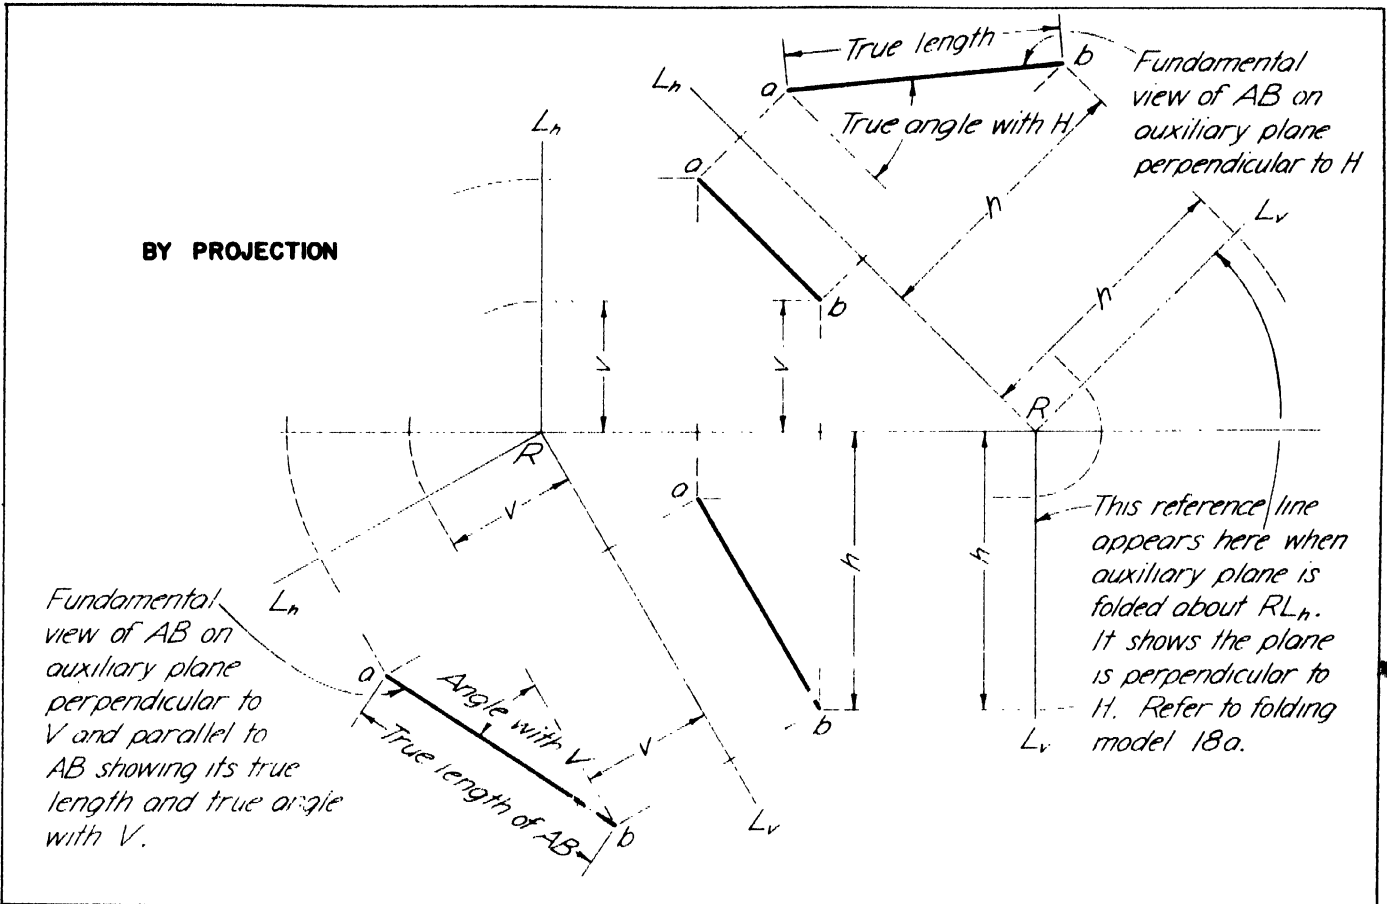 True length
b
Fundamental
view of AB on
auxiliary plane
perpendicular to H
a
Lh
True angle with H
Lh
a
h
Lv
BY PROJECTION
b
h
v
v
R
R
a
v
h
h
This reference line
appears here when
auxiliary plane is
folded about RLh.
It shows the plane
is perpendicular to
H. Refer to folding
model 18a.
Lh
Fundamental
view of AB on
auxiliary plane
perpendicular to
V and parallel to
AB showing its true
length and true angle
with V.
a
Angle with V
v
True length of AB
b
b
Lv
Lv